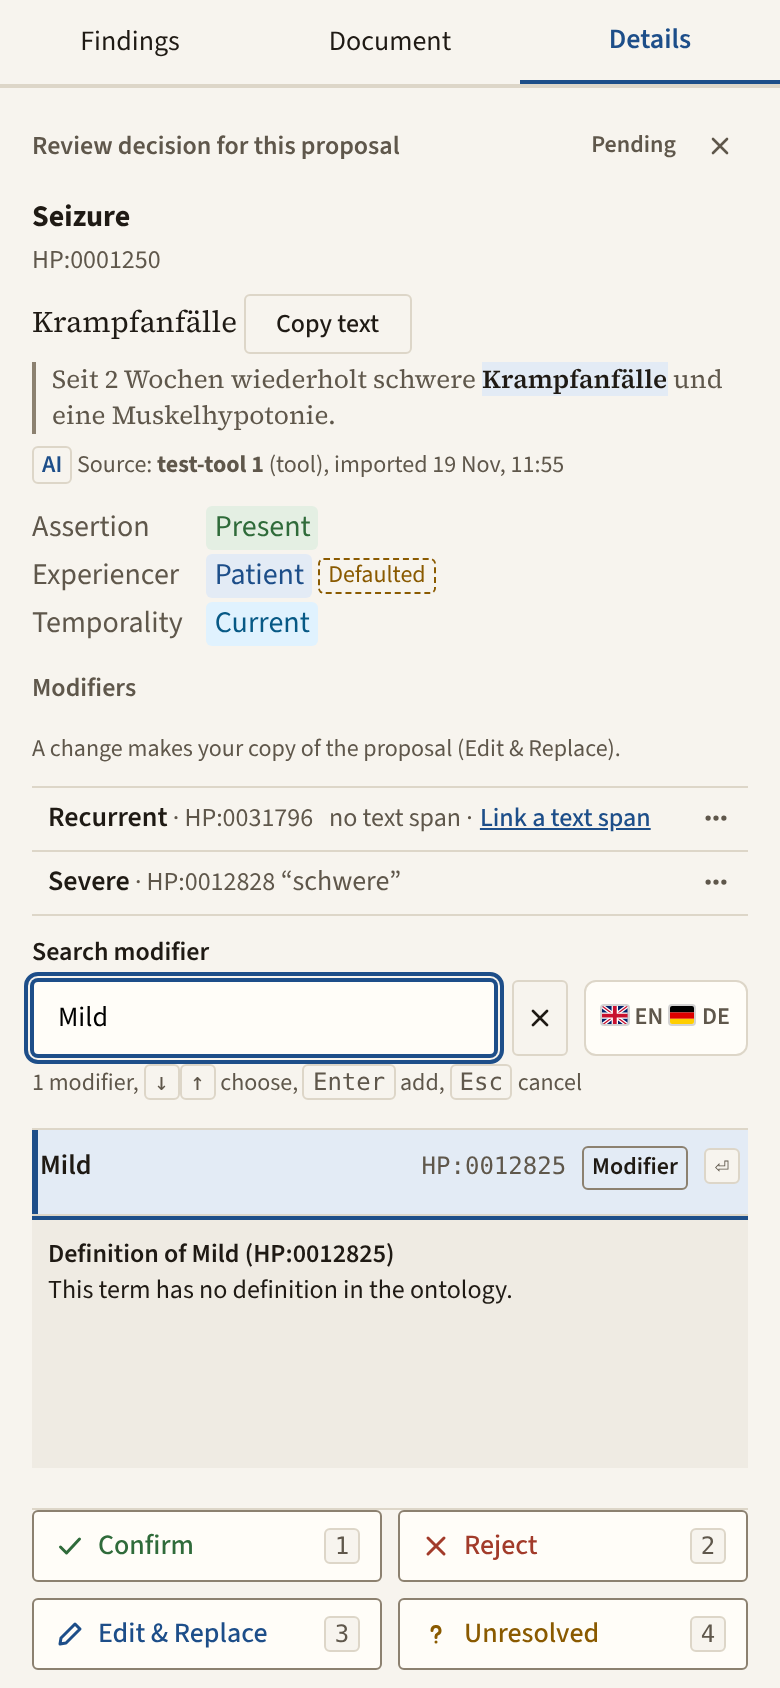 Findings Document Details
Review decision for this proposal Pending ×
Seizure
HP:0001250
Krampfanfälle Copy text
Seit 2 Wochen wiederholt schwere Krampfanfälle und
eine Muskelhypotonie.
AI Source: test-tool 1 (tool), imported 19 Nov, 11:55
Assertion Present
Experiencer Patient Defaulted
Temporality Current
Modifiers
A change makes your copy of the proposal (Edit & Replace).
Recurrent · HP:0031796 no text span · Link a text span •••
Severe · HP:0012828 “schwere” •••
Search modifier
Mild × EN DE
1 modifier, ↓ ↑ choose, Enter add, Esc cancel
Mild HP:0012825 Modifier ⏎
Definition of Mild (HP:0012825)
This term has no definition in the ontology.
Confirm 1 Reject 2
Edit & Replace 3 ? Unresolved 4